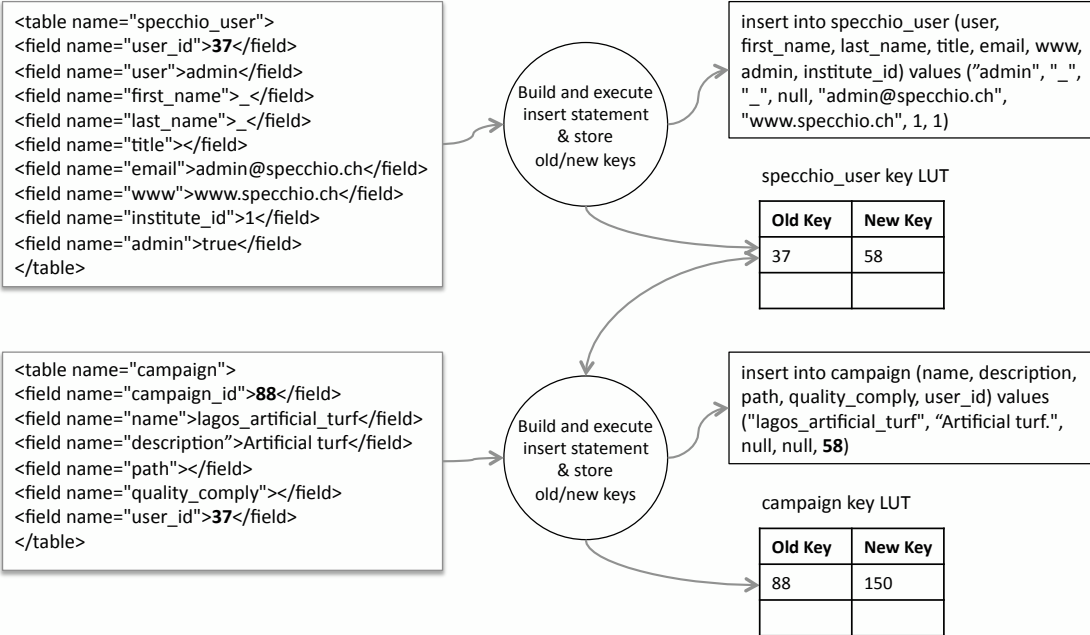 <table name="specchio_user">
<field name="user_id">37</field>
<field name="user">admin</field>
<field name="first_name">_</field>
<field name="last_name">_</field>
<field name="title"></field>
<field name="email">admin@specchio.ch</field>
<field name="www">www.specchio.ch</field>
<field name="institute_id">1</field>
<field name="admin">true</field>
</table>
Build and execute
insert statement
& store
old/new keys
insert into specchio_user (user,
first_name, last_name, title, email, www,
admin, institute_id) values (”admin", "_",
"_", null, "admin@specchio.ch",
"www.specchio.ch", 1, 1)
specchio_user key LUT
Old Key New Key
37 58
<table name="campaign">
<field name="campaign_id">88</field>
<field name="name">lagos_artificial_turf</field>
<field name="description”>Artificial turf</field>
<field name="path"></field>
<field name="quality_comply"></field>
<field name="user_id">37</field>
</table>
Build and execute
insert statement
& store
old/new keys
insert into campaign (name, description,
path, quality_comply, user_id) values
("lagos_artificial_turf", “Artificial turf.",
null, null, 58)
campaign key LUT
Old Key New Key
88 150